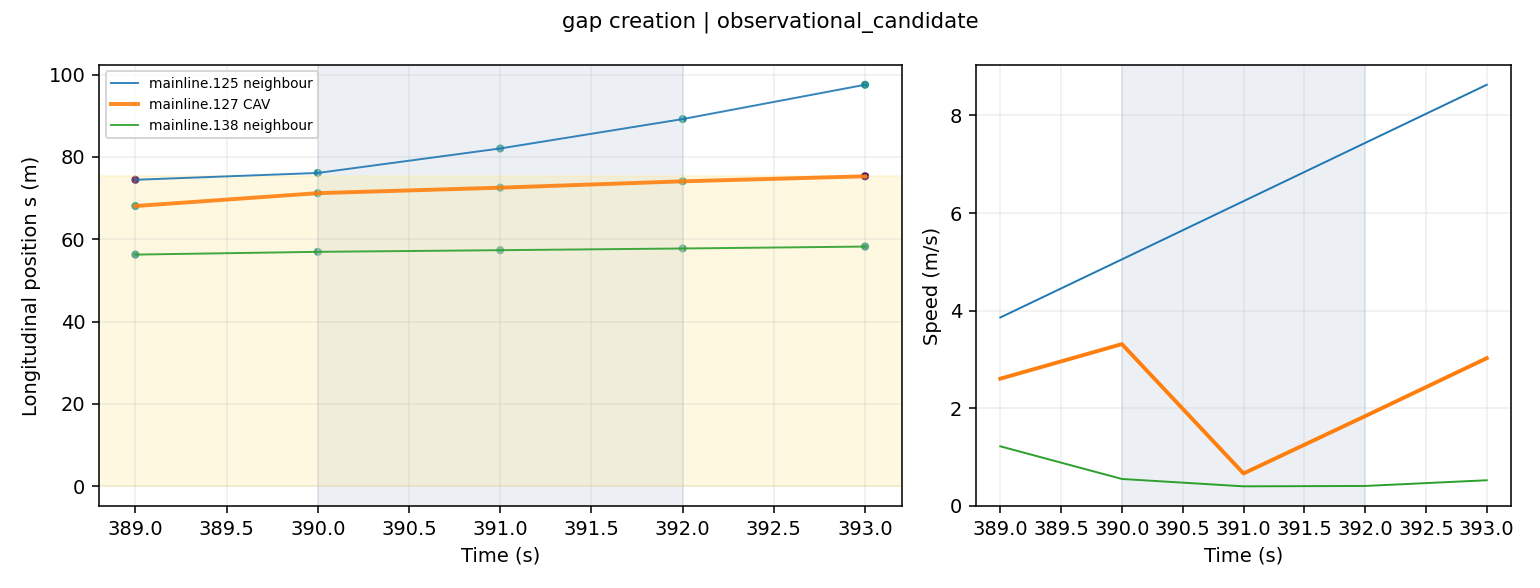 gap creation | observational_candidate
100
80
60
40
20
0
Longitudinal position s (m)
mainline.125 neighbour
mainline.127 CAV
mainline.138 neighbour
389.0 389.5 390.0 390.5 391.0 391.5 392.0 392.5 393.0
Time (s)
8
6
4
2
0
Speed (m/s)
389.0 389.5 390.0 390.5 391.0 391.5 392.0 392.5 393.0
Time (s)